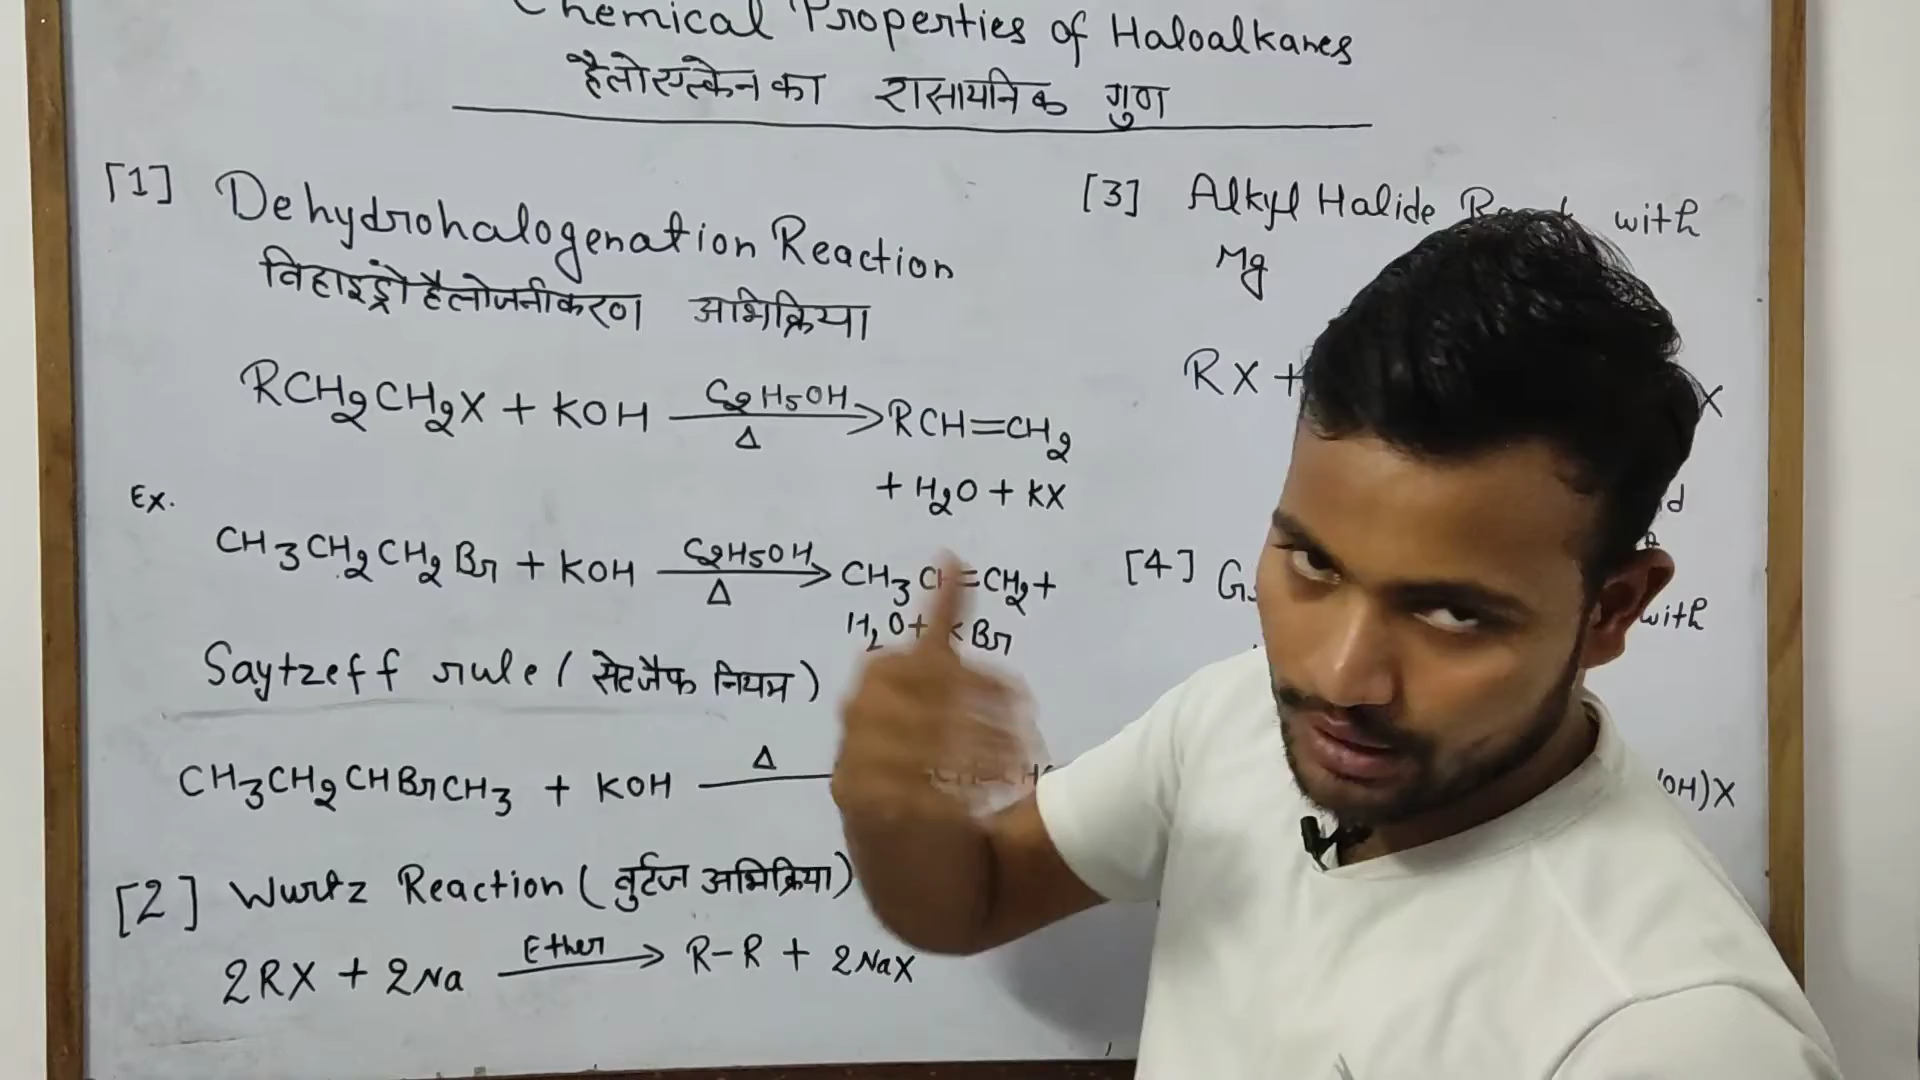 Chemical Properties of Haloalkanes
हैलोएल्केन का रासायनिक गुण
[1] Dehydrohalogenation Reaction
विहाइड्रो हैलोजनीकरण अभिक्रिया
RCH2CH2X + KOH C2H5OH Δ → RCH=CH2
+ H2O + KX
Ex.
CH3CH2CH2Br + KOH C2H5OH Δ → CH3 =CH2+
H2O+ Br
Saytzeff rule ( सेटजैफ नियम )
CH3CH2CHBrCH3 + KOH Δ
[2] Wurtz Reaction ( वुर्टज अभिक्रिया)
2RX + 2Na Ether → R-R + 2NaX
[3] Alkyl Halide with
Mg
RX + X
[4]
with
OH)X